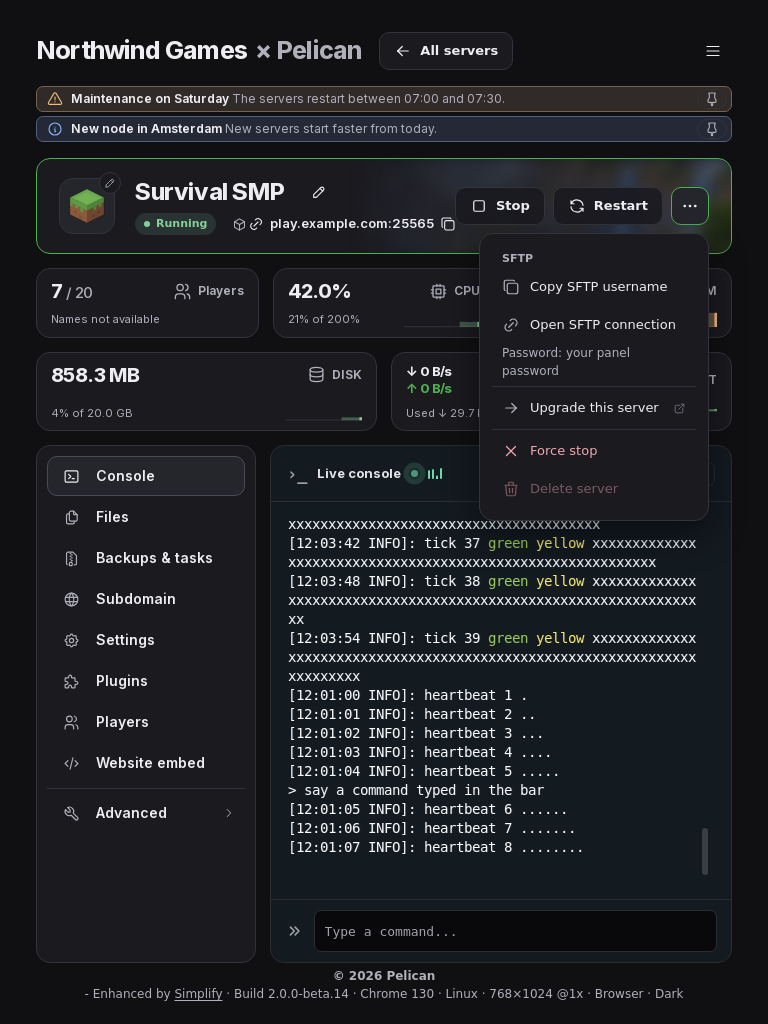 Northwind Games × Pelican
All servers
Maintenance on Saturday The servers restart between 07:00 and 07:30.
New node in Amsterdam New servers start faster from today.
Survival SMP
Stop
Restart
Running
play.example.com:25565
SFTP
Copy SFTP username
Open SFTP connection
Password: your panel
password
Upgrade this server
Force stop
Delete server
7 / 20
Players
Names not available
42.0%
CPU
21% of 200%
858.3 MB
DISK
4% of 20.0 GB
↓ 0 B/s
↑ 0 B/s
Used ↓ 29.7
Console
Files
Backups & tasks
Subdomain
Settings
Plugins
Players
Website embed
Advanced
>_ Live console
xxxxxxxxxxxxxxxxxxxxxxxxxxxxxxxxxxxxxxx
[12:03:42 INFO]: tick 37 green yellow xxxxxxxxxxxxx
xxxxxxxxxxxxxxxxxxxxxxxxxxxxxxxxxxxxxxxxxxxxxx
[12:03:48 INFO]: tick 38 green yellow xxxxxxxxxxxxx
xxxxxxxxxxxxxxxxxxxxxxxxxxxxxxxxxxxxxxxxxxxxxxxxxxx
xx
[12:03:54 INFO]: tick 39 green yellow xxxxxxxxxxxxx
xxxxxxxxxxxxxxxxxxxxxxxxxxxxxxxxxxxxxxxxxxxxxxxxxxx
xxxxxxxxx
[12:01:00 INFO]: heartbeat 1 .
[12:01:01 INFO]: heartbeat 2 ..
[12:01:02 INFO]: heartbeat 3 ...
[12:01:03 INFO]: heartbeat 4 ....
[12:01:04 INFO]: heartbeat 5 .....
> say a command typed in the bar
[12:01:05 INFO]: heartbeat 6 ......
[12:01:06 INFO]: heartbeat 7 .......
[12:01:07 INFO]: heartbeat 8 ........
Type a command...
© 2026 Pelican
- Enhanced by Simplify · Build 2.0.0-beta.14 · Chrome 130 · Linux · 768×1024 @1x · Browser · Dark